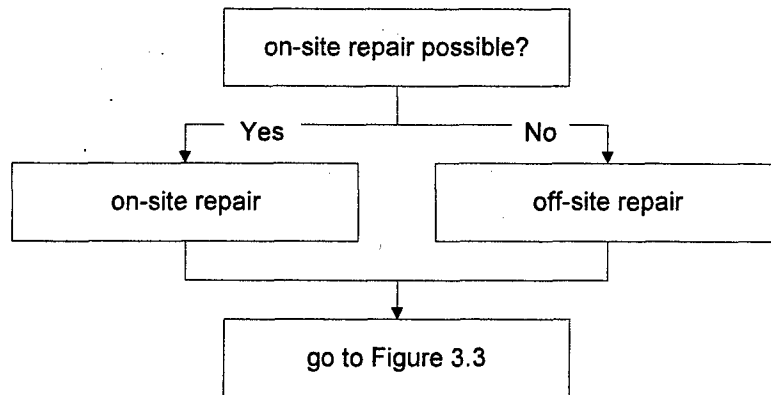 on-site repair possible?
Yes
No
on-site repair
off-site repair
go to Figure 3.3